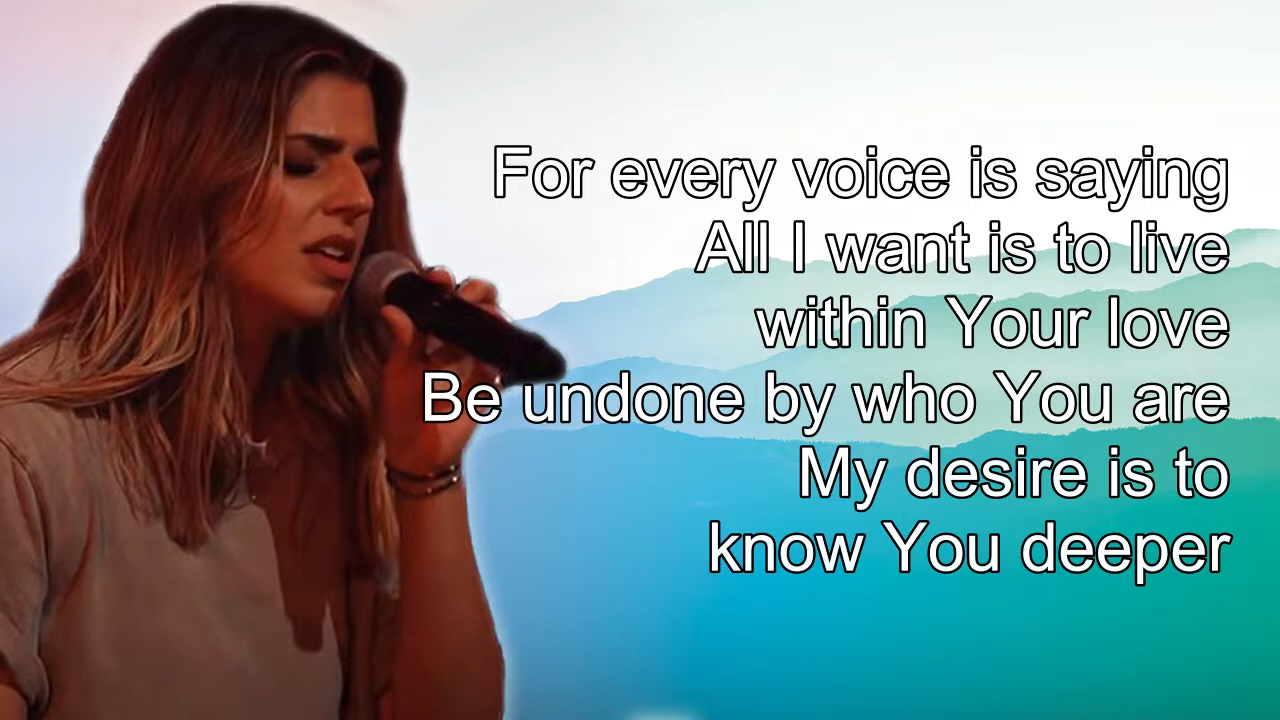 For every voice is saying
All I want is to live
within Your love
Be undone by who You are
My desire is to
know You deeper